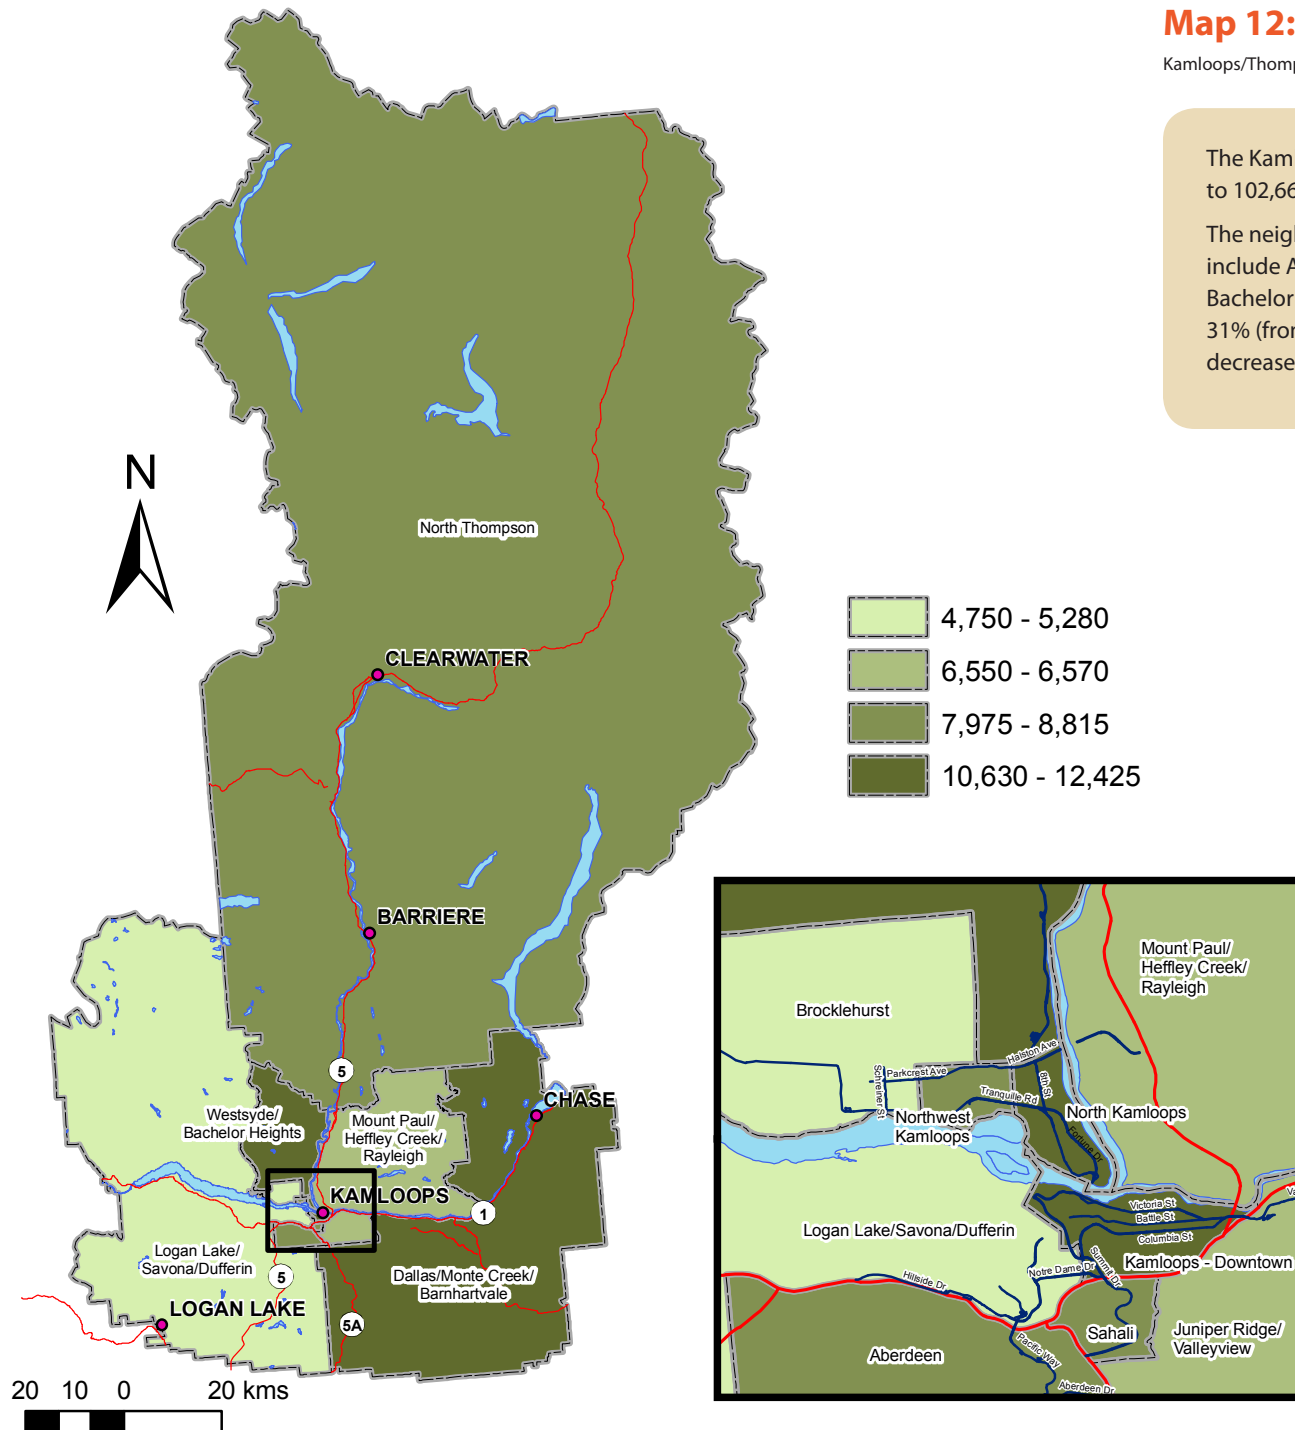 Map 12:
Kamloops/Thomp
The Kam
to 102,66
The neigh
include A
Bachelor
31% (from
decrease
N
North Thompson
CLEARWATER
BARRIERE
5
CHASE
Westsyde/
Bachelor Heights
Mount Paul/
Heffley Creek/
Rayleigh
KAMLOOPS
1
Logan Lake/
Savona/Dufferin
5
Dallas/Monte Creek/
Barnhartvale
LOGAN LAKE
5A
20 10 0 20 kms
4,750 - 5,280
6,550 - 6,570
7,975 - 8,815
10,630 - 12,425
Mount Paul/
Heffley Creek/
Rayleigh
Brocklehurst
Halston Ave
Parkcrest Ave
Schreiner St
8th St
Tranquille Rd
Northwest
Kamloops
North Kamloops
Fortune Dr
Victoria St
Battle St
Columbia St
Va
Logan Lake/Savona/Dufferin
Summit Dr
Kamloops - Downtown
Notre Dame Dr
Hillside Dr
Pacific Way
Sahali
Juniper Ridge/
Valleyview
Aberdeen
Aberdeen Dr